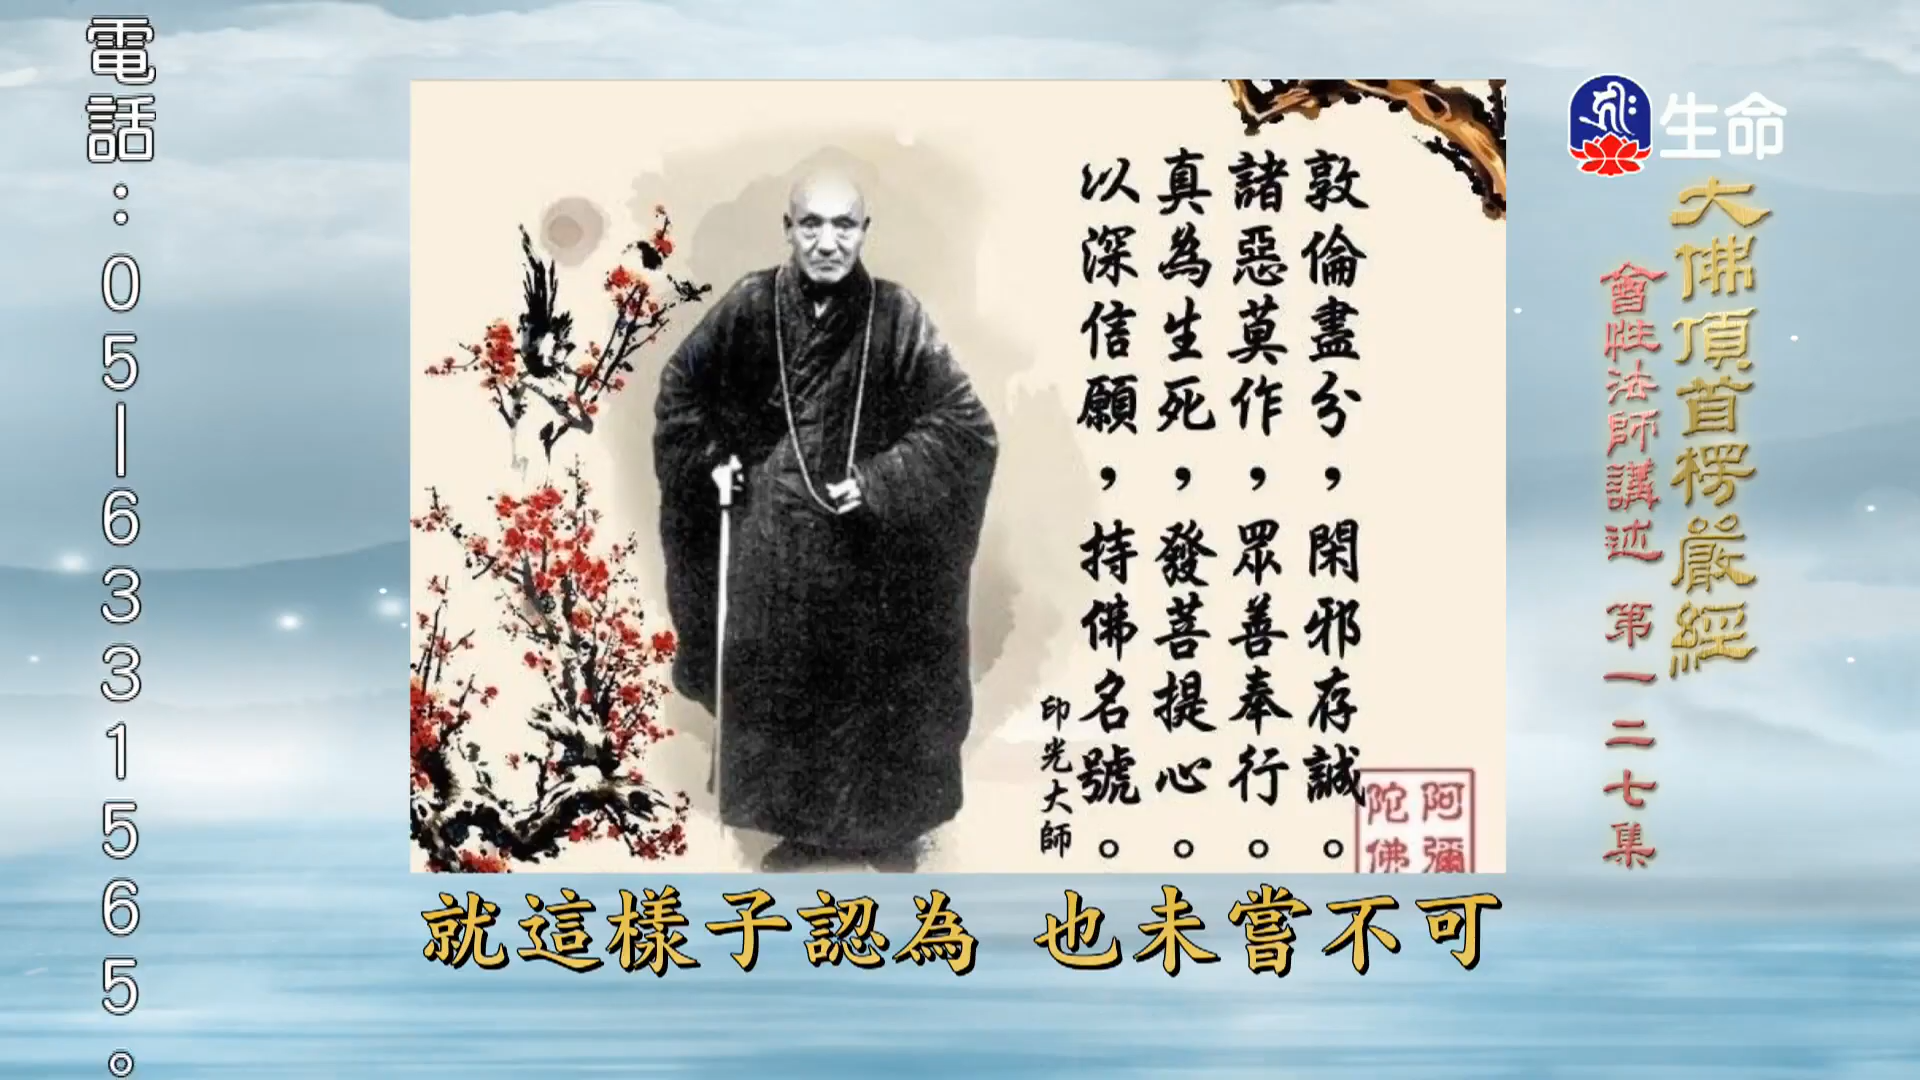 電話：05－6331565。
生命
大佛頂首楞嚴經
會性法師講述 第一二七集
敦倫盡分，閑邪存誠。
諸惡莫作，眾善奉行。
真為生死，發菩提心。
以深信願，持佛名號。
印光大師
阿彌
陀佛
就這樣子認為 也未嘗不可